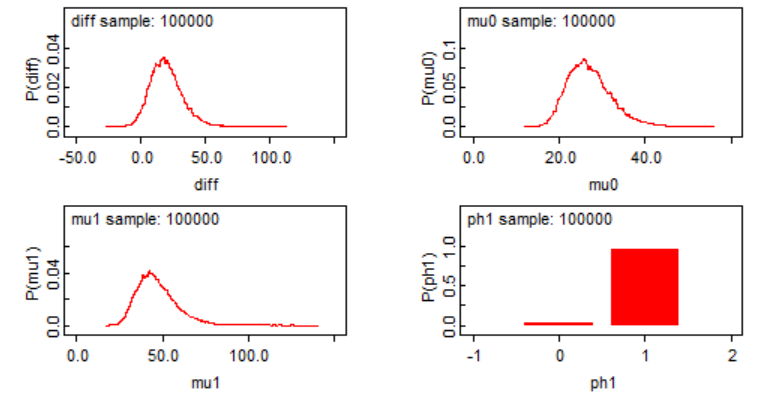 diff sample: 100000
P(diff)
0.0 0.02 0.04
-50.0 0.0 50.0 100.0
diff
mu0 sample: 100000
P(mu0)
0.0 0.05 0.1
0.0 20.0 40.0
mu0
mu1 sample: 100000
P(mu1)
0.0 0.04
0.0 50.0 100.0
mu1
ph1 sample: 100000
P(ph1)
0.0 0.5 1.0
-1 0 1 2
ph1